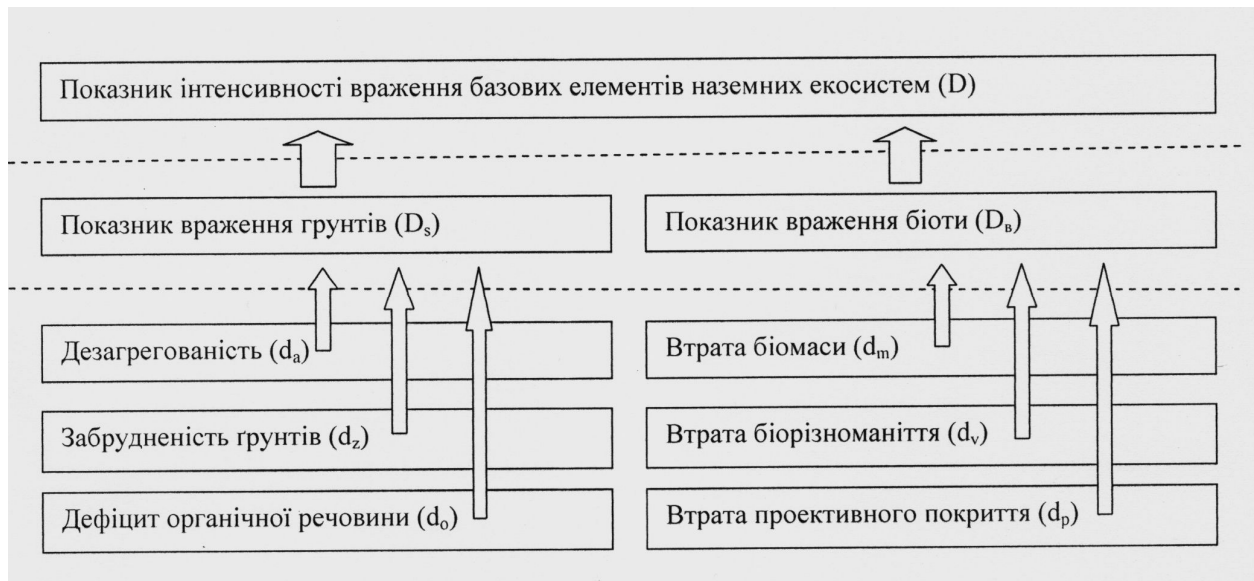 Показник інтенсивності враження базових елементів наземних екосистем (D)
Показник враження грунтів (Dₛ)
Показник враження біоти (Dв)
Дезагрегованість (dₐ)
Втрата біомаси (dₘ)
Забрудненість ґрунтів (d_z)
Втрата біорізноманіття (dᵥ)
Дефіцит органічної речовини (dₒ)
Втрата проективного покриття (dₚ)